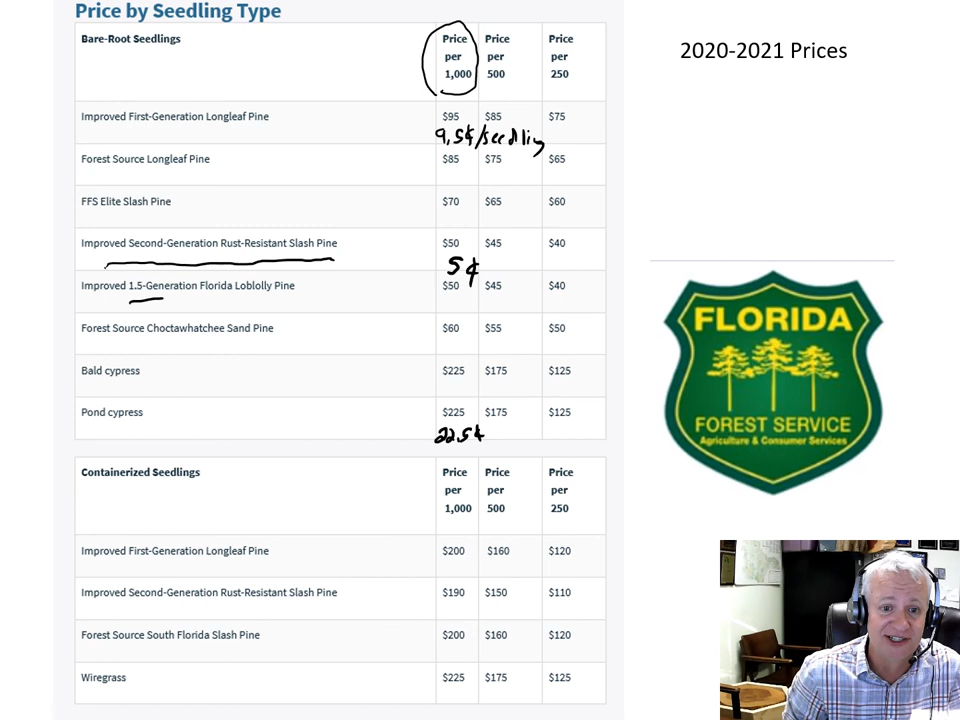 Price by Seedling Type
2020-2021 Prices
Bare-Root Seedlings
Price per 1,000
Price per 500
Price per 250
Improved First-Generation Longleaf Pine $95 $85 $75
9.5¢/seedling
Forest Source Longleaf Pine $85 $75 $65
FFS Elite Slash Pine $70 $65 $60
Improved Second-Generation Rust-Resistant Slash Pine $50 $45 $40
5¢
Improved 1.5-Generation Florida Loblolly Pine $50 $45 $40
Forest Source Choctawhatchee Sand Pine $60 $55 $50
Bald cypress $225 $175 $125
Pond cypress $225 $175 $125
22.5¢
Containerized Seedlings
Price per 1,000
Price per 500
Price per 250
Improved First-Generation Longleaf Pine $200 $160 $120
Improved Second-Generation Rust-Resistant Slash Pine $190 $150 $110
Forest Source South Florida Slash Pine $200 $160 $120
Wiregrass $225 $175 $125
FLORIDA
FOREST SERVICE
Agriculture & Consumer Services